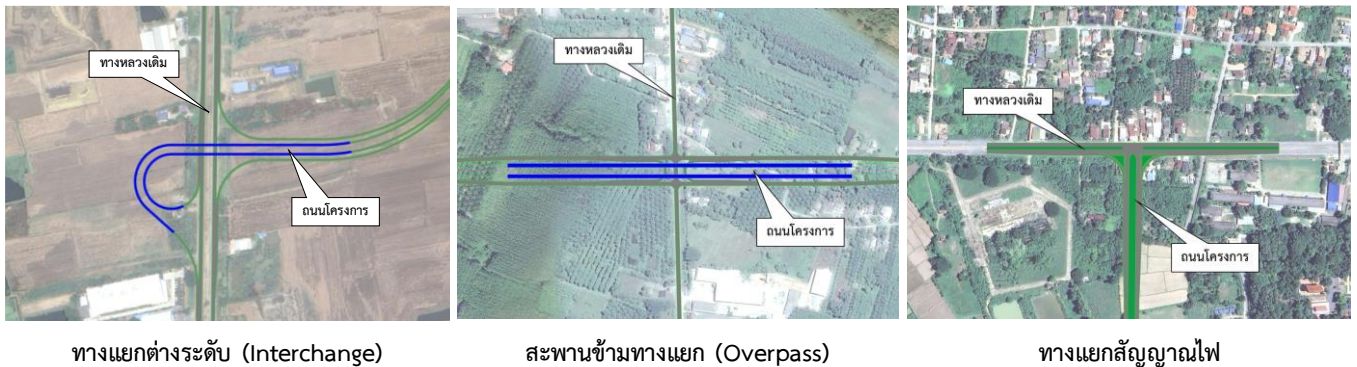 ทางหลวงเดิม
ถนนโครงการ
ทางแยกต่างระดับ (Interchange)
ทางหลวงเดิม
ถนนโครงการ
สะพานข้ามทางแยก (Overpass)
ทางหลวงเดิม
ถนนโครงการ
ทางแยกสัญญาณไฟ